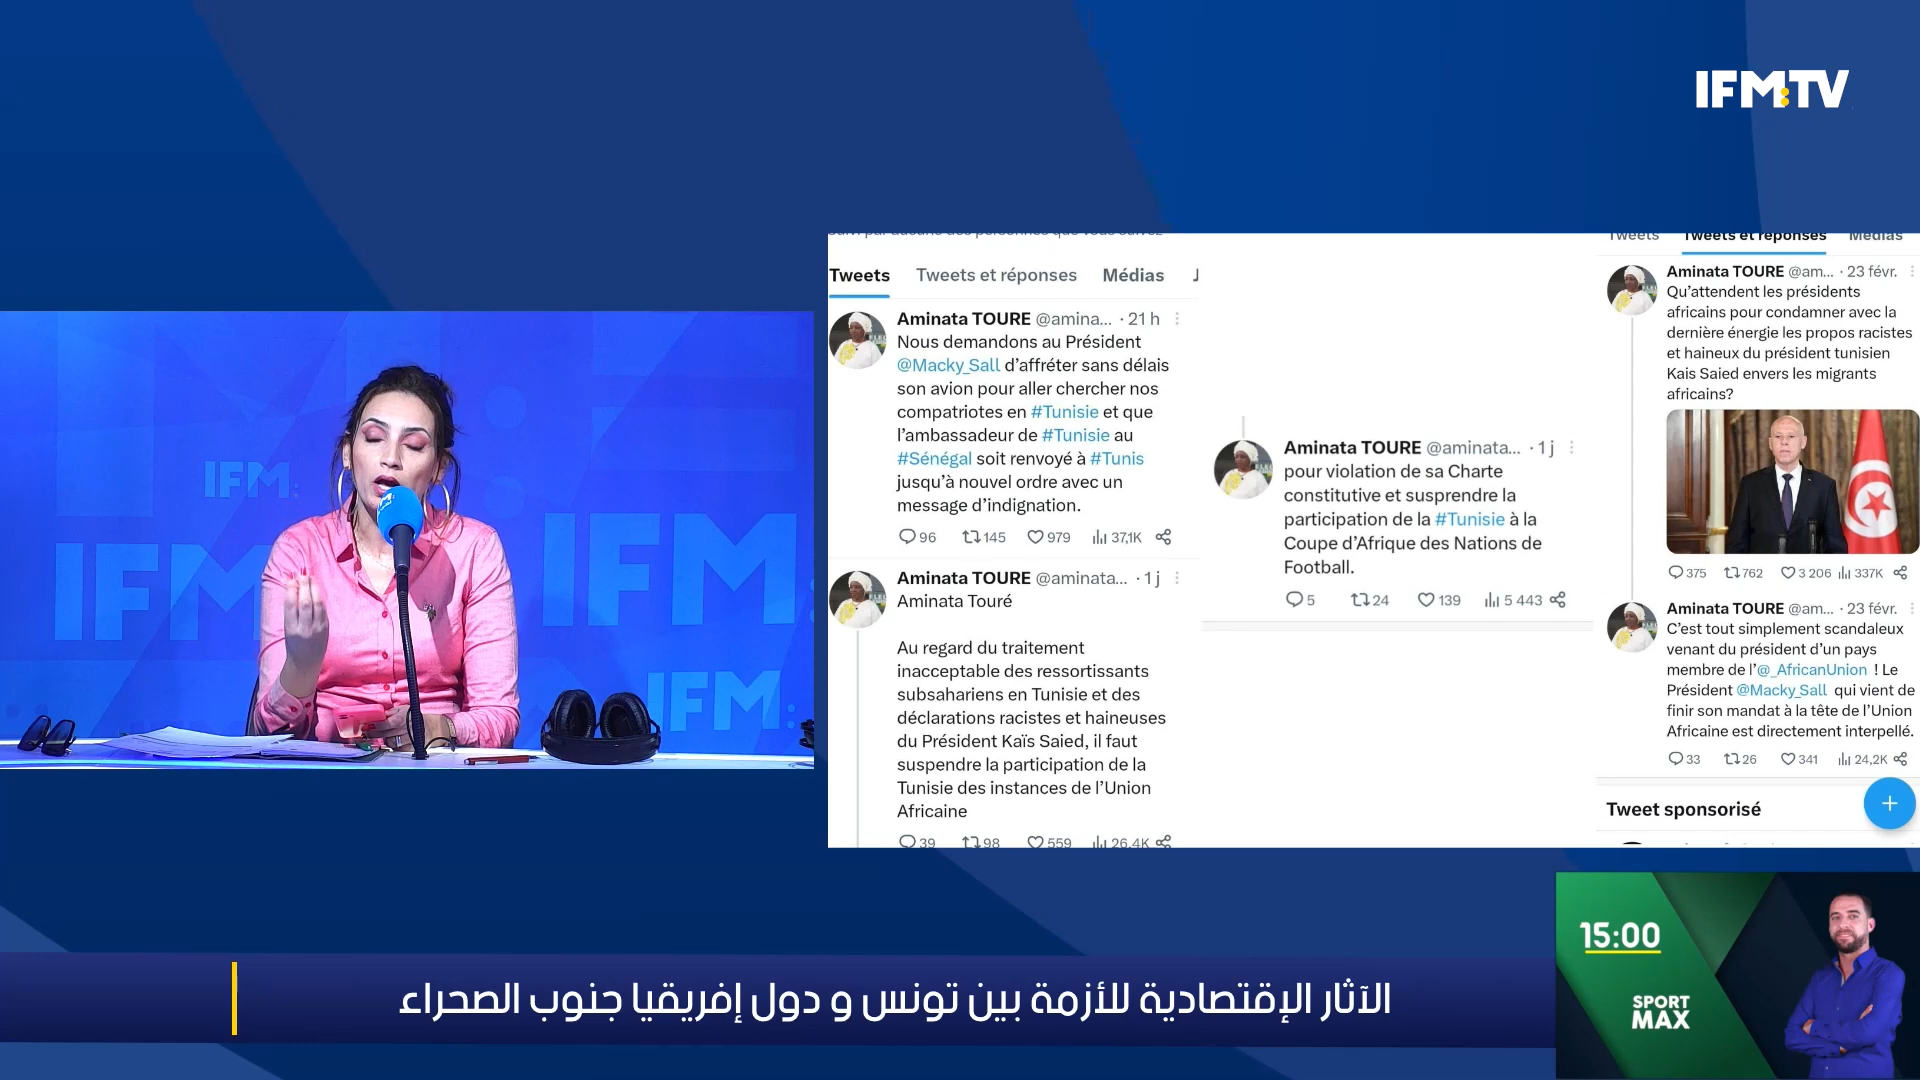 IFM:TV
Tweets
Tweets et réponses
Médias
Aminata TOURE @amina... · 21 h
Nous demandons au Président
@Macky_Sall d’affréter sans délais
son avion pour aller chercher nos
compatriotes en #Tunisie et que
l’ambassadeur de #Tunisie au
#Sénégal soit renvoyé à #Tunis
jusqu’à nouvel ordre avec un
message d’indignation.
96 145 979 37,1K
Aminata TOURE @aminata... · 1 j
Aminata Touré
Au regard du traitement
inacceptable des ressortissants
subsahariens en Tunisie et des
déclarations racistes et haineuses
du Président Kaïs Saied, il faut
suspendre la participation de la
Tunisie des instances de l’Union
Africaine
39 98 559 26,4K
Aminata TOURE @aminata... · 1 j
pour violation de sa Charte
constitutive et susprendre la
participation de la #Tunisie à la
Coupe d’Afrique des Nations de
Football.
5 24 139 5 443
Tweets
Tweets et réponses
Médias
Aminata TOURE @am... · 23 févr.
Qu’attendent les présidents
africains pour condamner avec la
dernière énergie les propos racistes
et haineux du président tunisien
Kais Saied envers les migrants
africains?
375 762 3 206 337K
Aminata TOURE @am... · 23 févr.
C’est tout simplement scandaleux
venant du président d’un pays
membre de l’@_AfricanUnion ! Le
Président @Macky_Sall qui vient de
finir son mandat à la tête de l’Union
Africaine est directement interpellé.
33 26 341 24,2K
Tweet sponsorisé
IFM:
IFM
IFM:
IFM:
15:00
SPORT
MAX
الآثار الإقتصادية للأزمة بين تونس و دول إفريقيا جنوب الصحراء